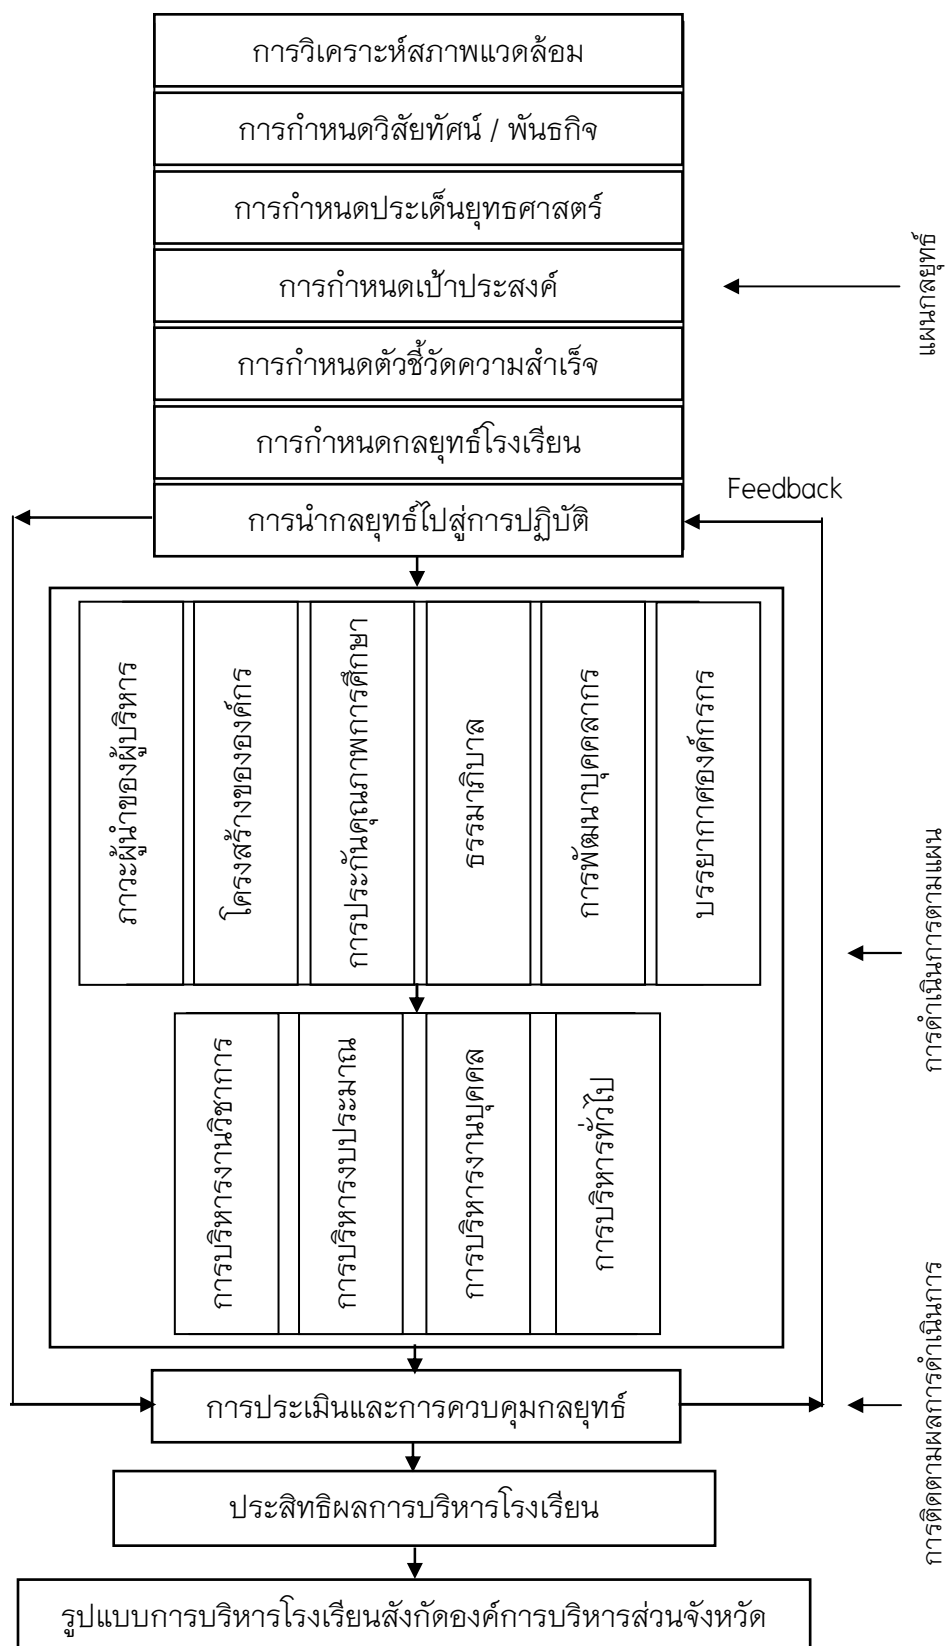 การวิเคราะห์สภาพแวดล้อม
การกำหนดวิสัยทัศน์ / พันธกิจ
การกำหนดประเด็นยุทธศาสตร์
การกำหนดเป้าประสงค์
แผนกลยุทธ์
การกำหนดตัวชี้วัดความสำเร็จ
การกำหนดกลยุทธ์โรงเรียน
Feedback
การนำกลยุทธ์ไปสู่การปฏิบัติ
ภาวะผู้นำของผู้บริหาร
โครงสร้างขององค์กร
การประกันคุณภาพการศึกษา
ธรรมาภิบาล
การพัฒนาบุคคลากร
บรรยากาศองค์กรกร
การดำเนินการตามแผน
การบริหารงานวิชาการ
การบริหารงบประมาณ
การบริหารงานบุคคล
การบริหารทั่วไป
การประเมินและการควบคุมกลยุทธ์
การติดตามผลการดำเนินการ
ประสิทธิผลการบริหารโรงเรียน
รูปแบบการบริหารโรงเรียนสังกัดองค์การบริหารส่วนจังหวัด